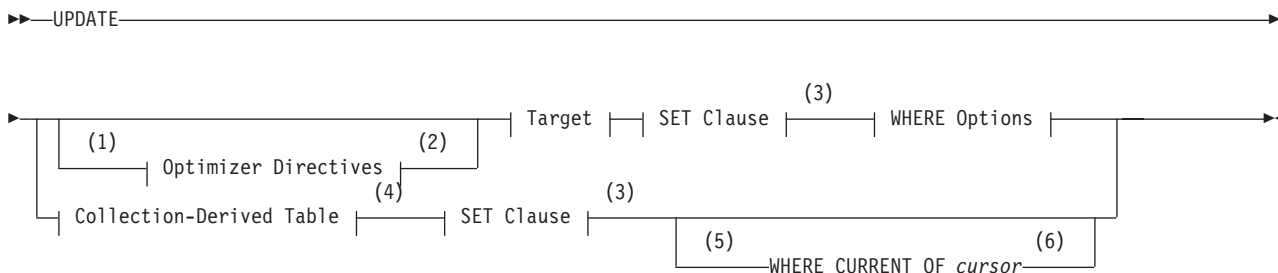 UPDATE
(3)
Target SET Clause WHERE Options
(1) (2)
Optimizer Directives
(4) (3)
Collection-Derived Table SET Clause
(5) (6)
WHERE CURRENT OF cursor